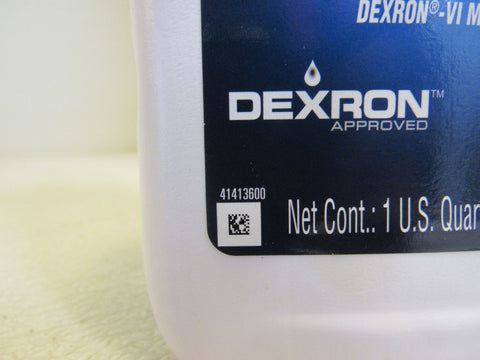 DEXRON®-VI M
DEXRON™
APPROVED
41413600
Net Cont.: 1 U.S. Quar